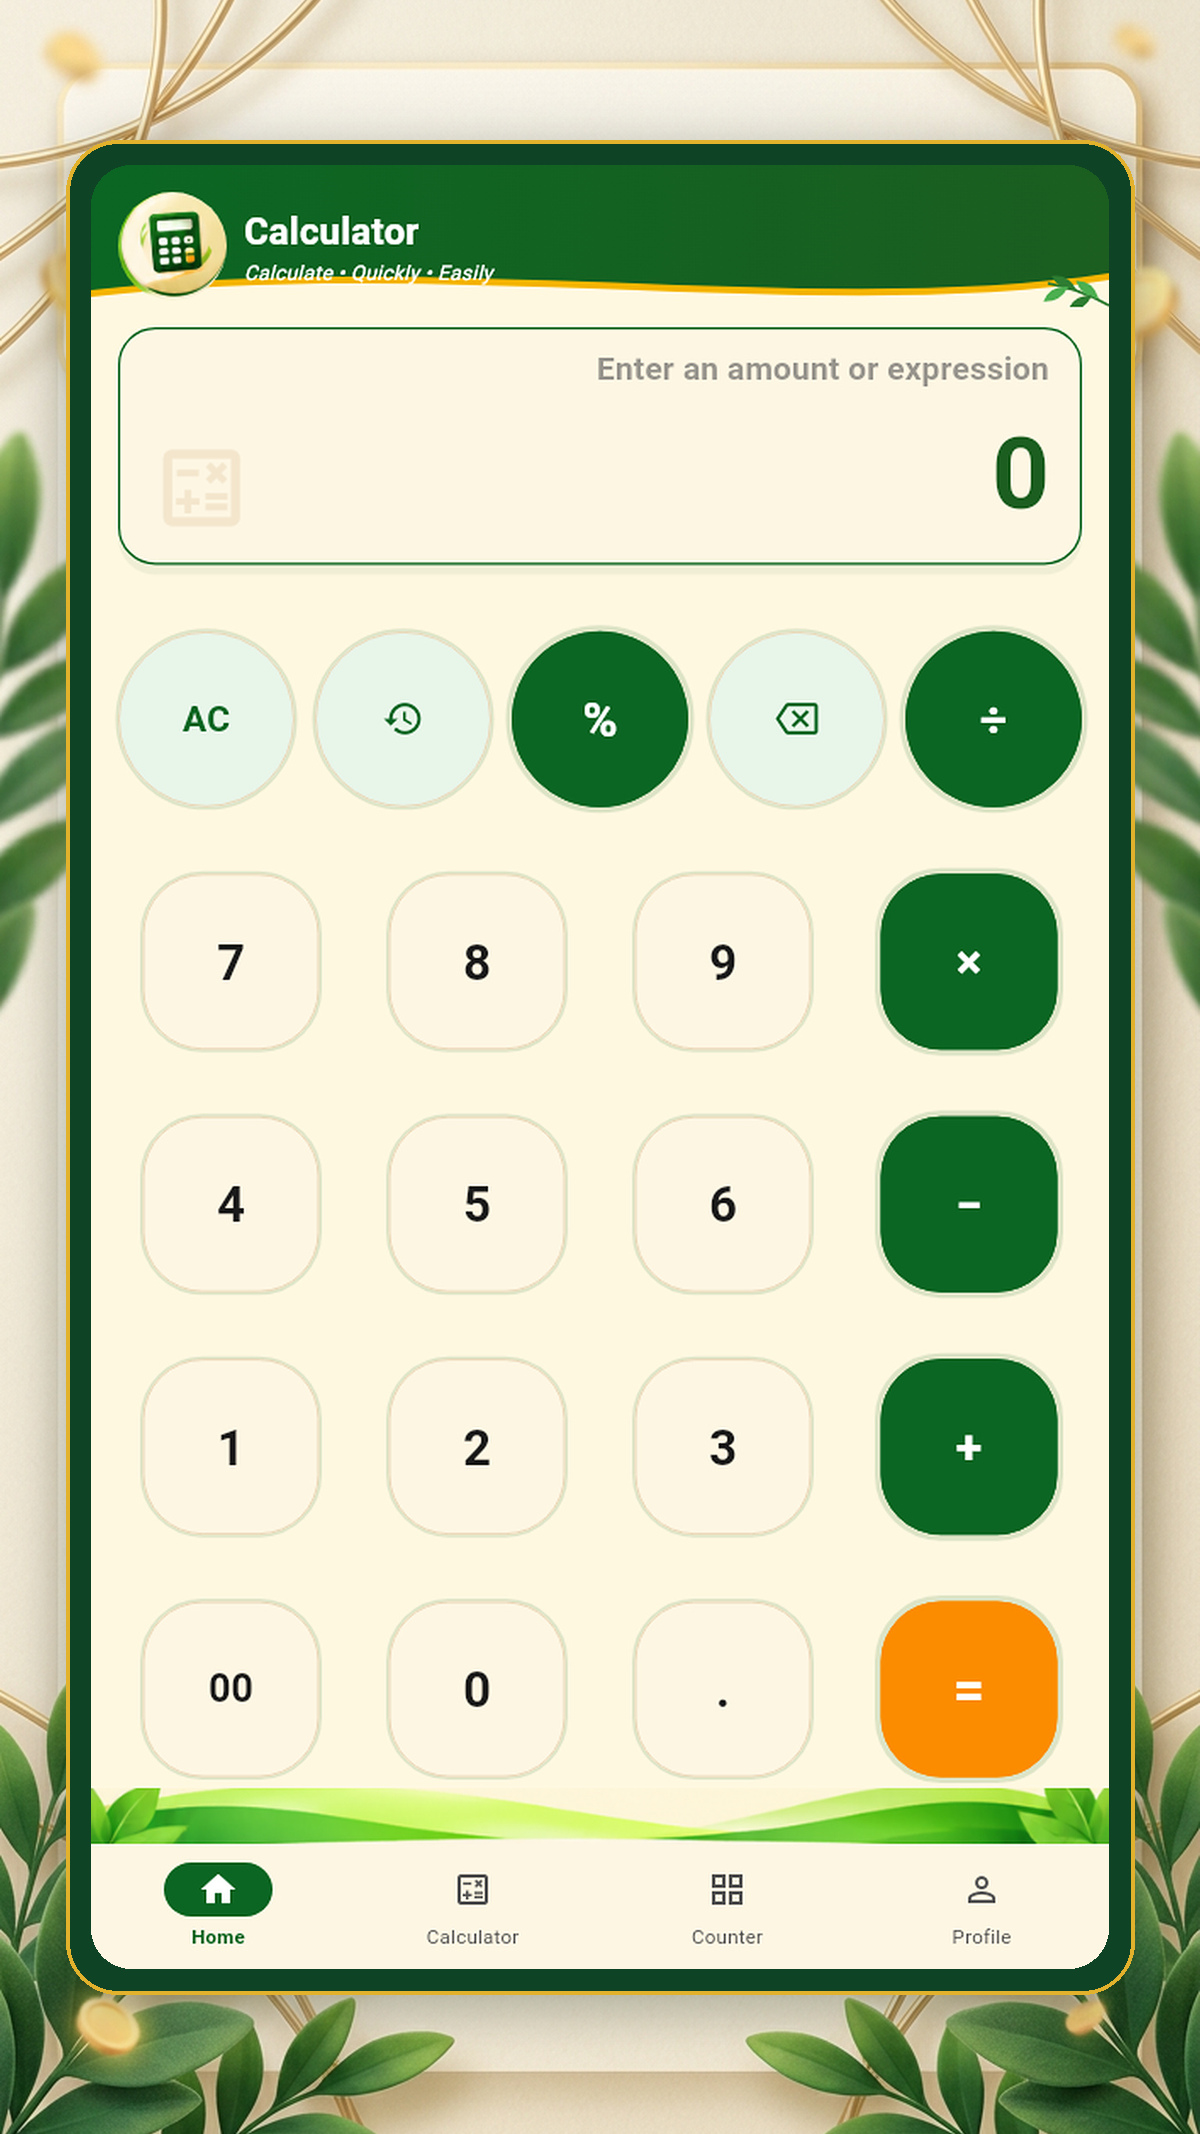 Calculator
Calculate • Quickly • Easily
Enter an amount or expression
0
AC % ÷
7 8 9 ×
4 5 6 −
1 2 3 +
00 0 . =
Home Calculator Counter Profile